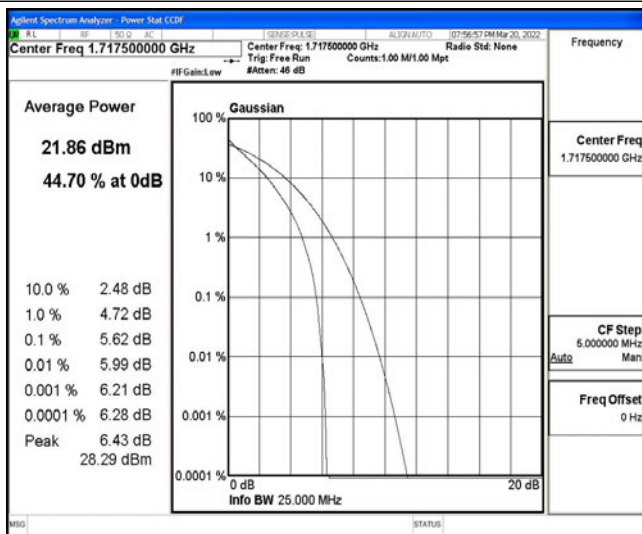 Agilent Spectrum Analyzer - Power Stat CCDF
RL RF 50 Ω AC SENSE:PULSE ALIGN AUTO 07:56:57 PM Mar 20, 2022
Center Freq 1.717500000 GHz
Center Freq: 1.717500000 GHz Radio Std: None
Trig: Free Run Counts:1.00 M/1.00 Mpt
#IFGain:Low #Atten: 46 dB
Frequency
Average Power
21.86 dBm
44.70 % at 0dB
10.0 % 2.48 dB
1.0 % 4.72 dB
0.1 % 5.62 dB
0.01 % 5.99 dB
0.001 % 6.21 dB
0.0001 % 6.28 dB
Peak 6.43 dB
28.29 dBm
Gaussian
100 %
10 %
1 %
0.1 %
0.01 %
0.001 %
0.0001 %
0 dB 20 dB
Info BW 25.000 MHz
Center Freq
1.717500000 GHz
CF Step
5.000000 MHz
Auto Man
Freq Offset
0 Hz
MSG STATUS